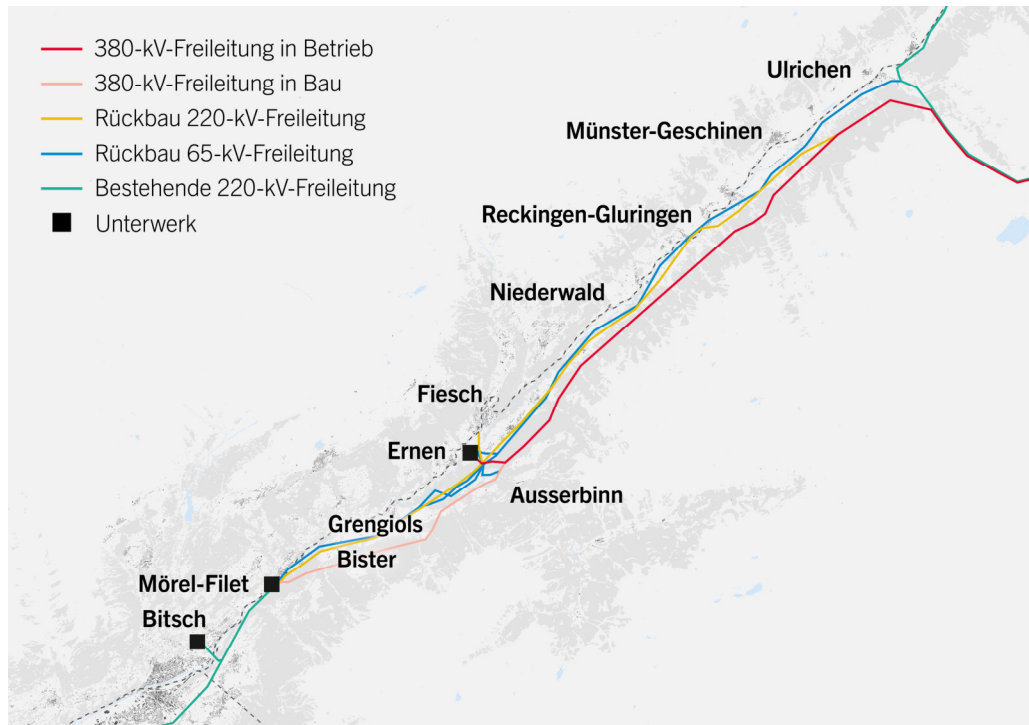 380-kV-Freileitung in Betrieb
380-kV-Freileitung in Bau
Rückbau 220-kV-Freileitung
Rückbau 65-kV-Freileitung
Bestehende 220-kV-Freileitung
Unterwerk
Ulrichen
Münster-Geschinen
Reckingen-Gluringen
Niederwald
Fiesch
Ernen
Ausserbinn
Grengiols
Bister
Mörel-Filet
Bitsch